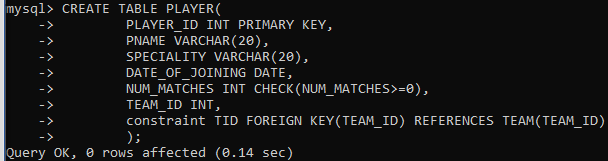 mysql> CREATE TABLE PLAYER(
    -> PLAYER_ID INT PRIMARY KEY,
    -> PNAME VARCHAR(20),
    -> SPECIALITY VARCHAR(20),
    -> DATE_OF_JOINING DATE,
    -> NUM_MATCHES INT CHECK(NUM_MATCHES>=0),
    -> TEAM_ID INT,
    -> constraint TID FOREIGN KEY(TEAM_ID) REFERENCES TEAM(TEAM_ID)
    -> );
Query OK, 0 rows affected (0.14 sec)